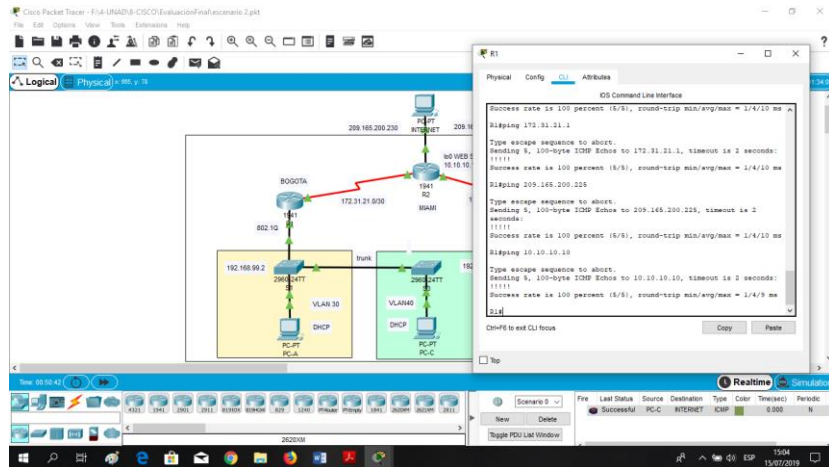 Cisco Packet Tracer - F:\4-UNAD\8-CISCO\EvaluaciónFinal\escenario 2.pkt
File Edit Options View Tools Extensions Help
?
Logical
Physical
x: 865, y: 78
209.165.200.230
PC-PT
INTERNET
BOGOTA
172.31.21.0/30
1941
R2
MIAMI
lo0 WEB S
10.10.10.
1941
802.1Q
192.168.99.2
trunk
2960-24TT
S1
2960-24TT
S3
VLAN 30
VLAN40
DHCP
DHCP
PC-PT
PC-A
PC-PT
PC-C
R1
Physical Config CLI Attributes
IOS Command Line Interface
Success rate is 100 percent (5/5), round-trip min/avg/max = 1/4/10 ms
R1#ping 172.31.21.1
Type escape sequence to abort.
Sending 5, 100-byte ICMP Echos to 172.31.21.1, timeout is 2 seconds:
!!!!!
Success rate is 100 percent (5/5), round-trip min/avg/max = 1/4/10 ms
R1#ping 209.165.200.225
Type escape sequence to abort.
Sending 5, 100-byte ICMP Echos to 209.165.200.225, timeout is 2
seconds:
!!!!!
Success rate is 100 percent (5/5), round-trip min/avg/max = 1/4/10 ms
R1#ping 10.10.10.10
Type escape sequence to abort.
Sending 5, 100-byte ICMP Echos to 10.10.10.10, timeout is 2 seconds:
!!!!!
Success rate is 100 percent (5/5), round-trip min/avg/max = 1/4/9 ms
R1#
Ctrl+F6 to exit CLI focus
Copy
Paste
Top
Time: 00:50:42
Realtime
Simulation
4321 1941 2901 2911 819IOX 819HGW 829 1240 PT-Router PT-Empty 1841 2620XM 2621XM 2811
2620XM
Scenario 0
New
Delete
Toggle PDU List Window
Fire Last Status Source Destination Type Color Time(sec) Periodic
Successful PC-C INTERNET ICMP 0.000 N
ESP
15:04
15/07/2019